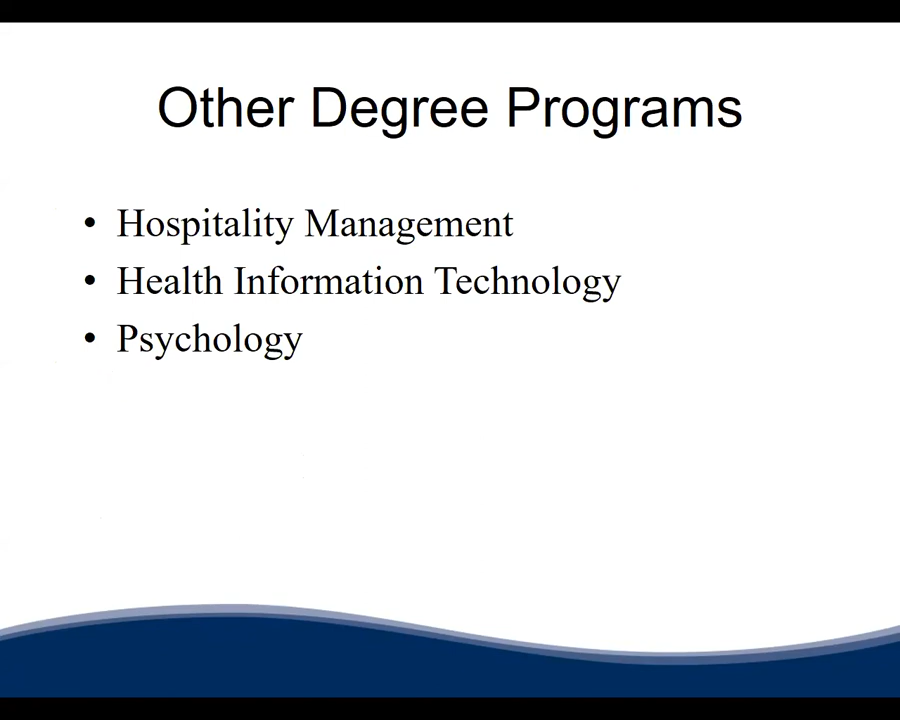 Other Degree Programs
• Hospitality Management
• Health Information Technology
• Psychology